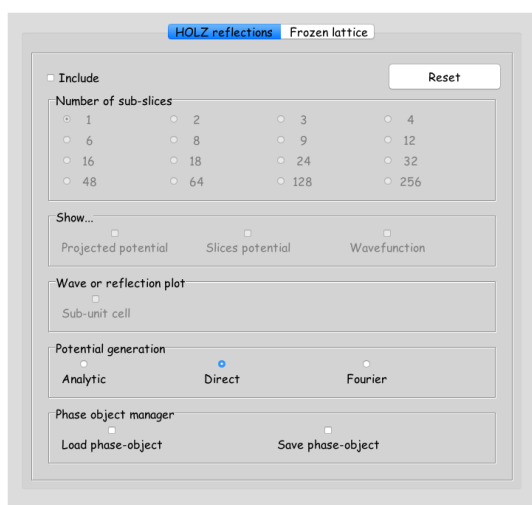 HOLZ reflections Frozen lattice
Include Reset
Number of sub-slices
1 2 3 4
6 8 9 12
16 18 24 32
48 64 128 256
Show...
Projected potential Slices potential Wavefunction
Wave or reflection plot
Sub-unit cell
Potential generation
Analytic Direct Fourier
Phase object manager
Load phase-object Save phase-object